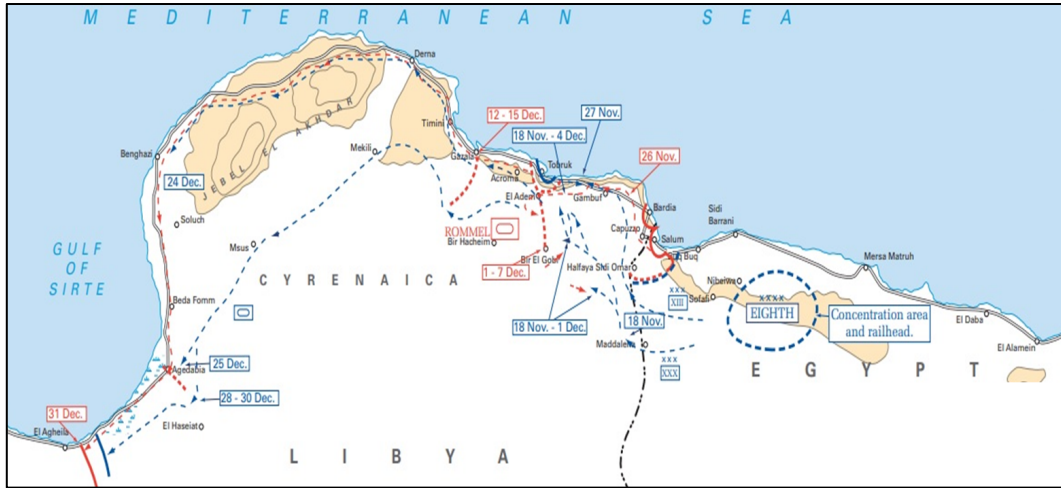 MEDITERRANEAN SEA
Derna
12 - 15 Dec.
27 Nov.
Timini
18 Nov. - 4 Dec.
JEBEL EL AKHDAR
Benghazi
Mekili
Gazala
Tobruk
26 Nov.
Acroma
24 Dec.
El Adem
Gambut
Bardia
Sidi
Barrani
Soluch
ROMMEL
Capuzzo
Salum
GULF
OF
SIRTE
Msus
Bir Hacheim
Buq Buq
Mersa Matruh
Bir El Gobi
Halfaya Sidi Omar
CYRENAICA
1 - 7 Dec.
Nibeiwa
Sofafi
XXX
XIII
XXXX
EIGHTH
Concentration area
and railhead.
Beda Fomm
18 Nov. - 1 Dec.
18 Nov.
El Daba
Maddalena
El Alamein
XXX
XXX
25 Dec.
Agedabia
EGYPT
28 - 30 Dec.
31 Dec.
El Agheila
El Haseiat
LIBYA